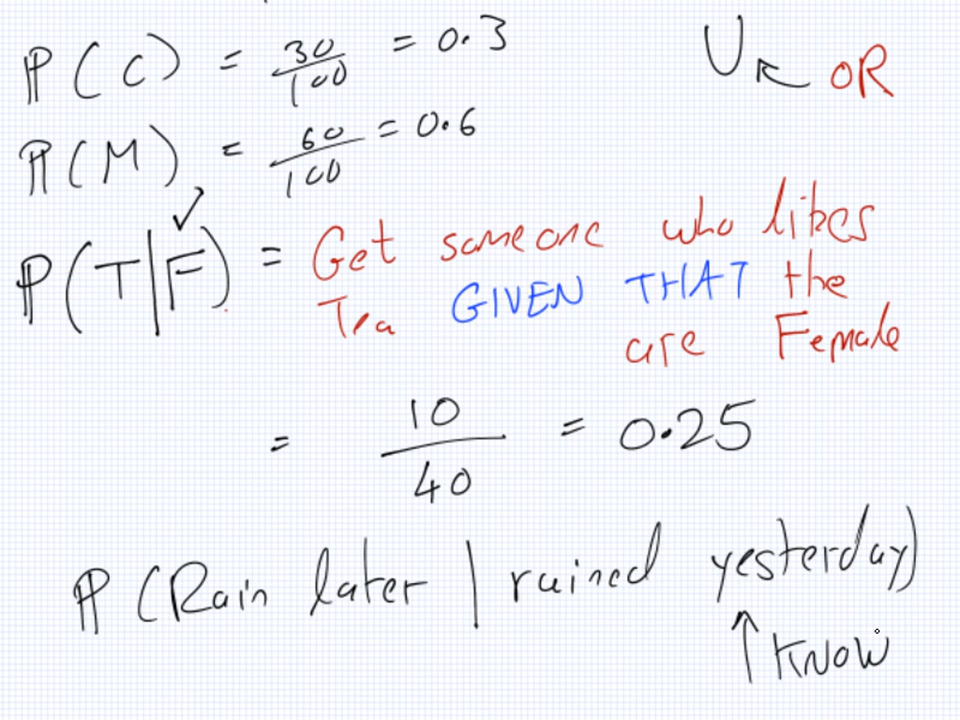 ℙ(C) = 30/100 = 0.3
U ↖ OR
ℙ(M) = 60/100 = 0.6
✓
ℙ(T|F) = Get someone who likes
Tea GIVEN THAT the
are Female
= 10/40 = 0.25
ℙ(Rain later | rained yesterday)
↑ KNOW